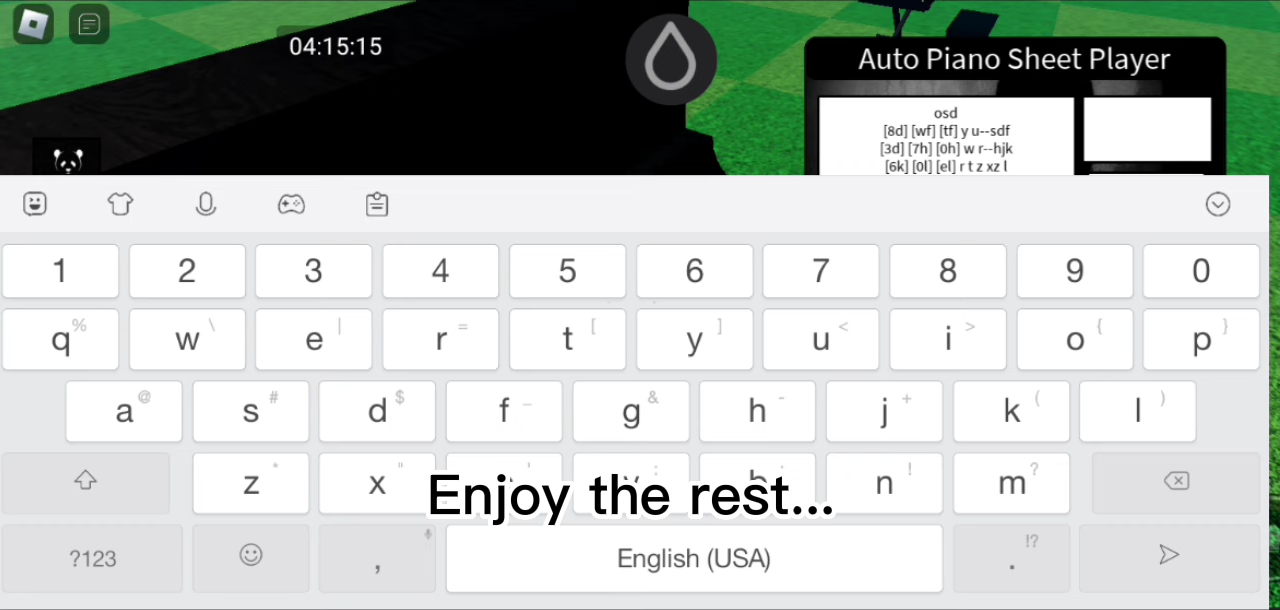 04:15:15
Auto Piano Sheet Player
osd
[8d] [wf] [tf] y u--sdf
[3d] [7h] [0h] w r--hjk
[6k] [0l] [el] r t z xz l
1 2 3 4 5 6 7 8 9 0
q% w\ e| r= t[ y] u< i> o{ p}
a@ s# d$ f_ g& h- j+ k( l)
z* x" ' v: b; n! m?
Enjoy the rest...
?123 , English (USA) . !?